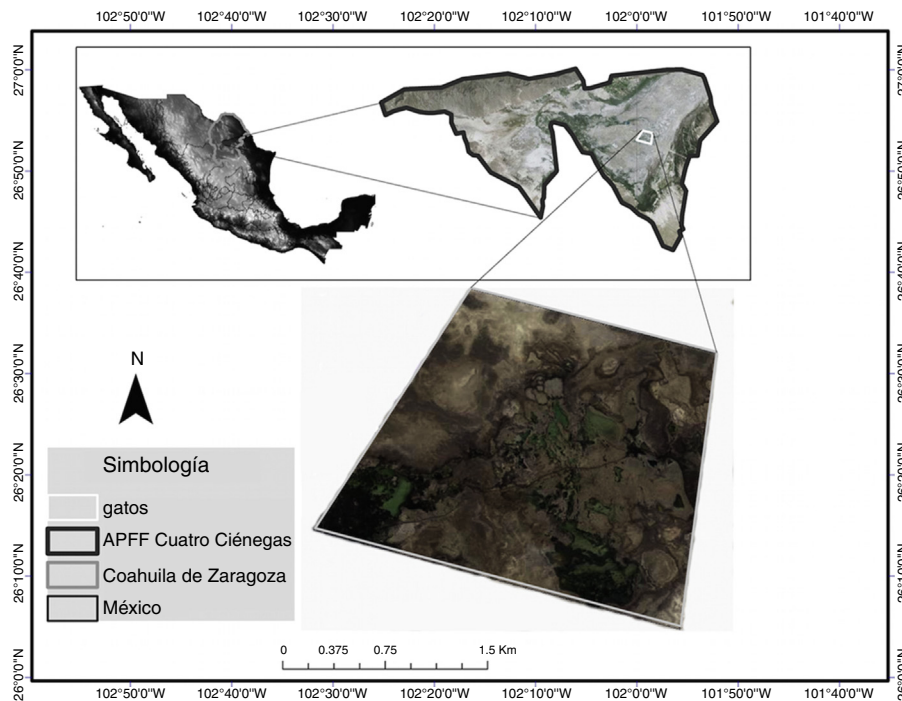 102°50'0"W 102°40'0"W 102°30'0"W 102°20'0"W 102°10'0"W 102°0'0"W 101°50'0"W 101°40'0"W
27°0'0"N
26°50'0"N
26°40'0"N
26°30'0"N
26°20'0"N
26°10'0"N
26°0'0"N
N
Simbología
gatos
APFF Cuatro Ciénegas
Coahuila de Zaragoza
México
0 0.375 0.75 1.5 Km
102°50'0"W 102°40'0"W 102°30'0"W 102°20'0"W 102°10'0"W 102°0'0"W 101°50'0"W 101°40'0"W